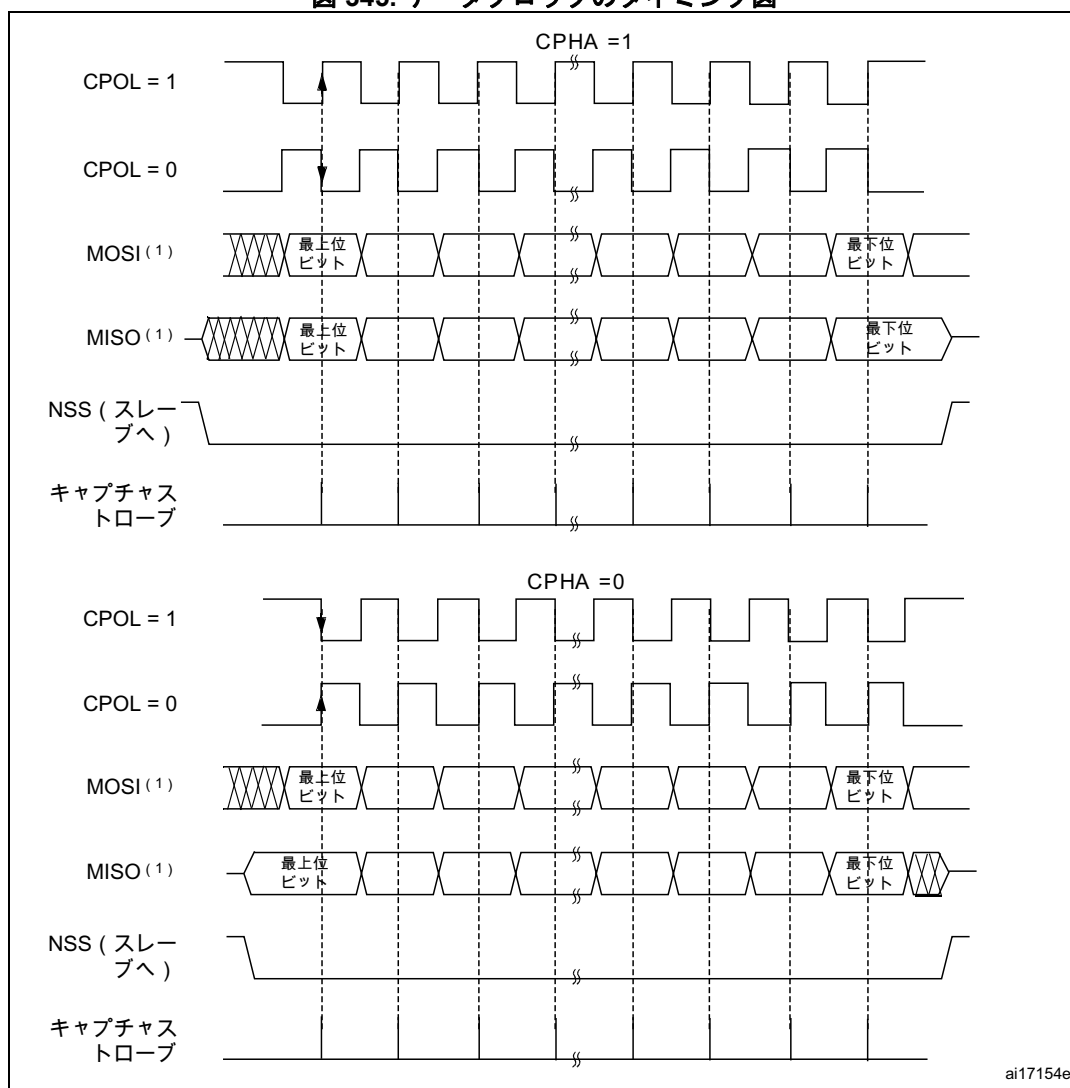 CPHA =1
CPOL = 1
CPOL = 0
MOSI (1)
最上位
ビット
最下位
ビット
MISO (1)
最上位
ビット
最下位
ビット
NSS ( スレー
ブへ )
キャプチャス
トローブ
CPHA =0
CPOL = 1
CPOL = 0
MOSI (1)
最上位
ビット
最下位
ビット
MISO (1)
最上位
ビット
最下位
ビット
NSS ( スレー
ブへ )
キャプチャス
トローブ
ai17154e